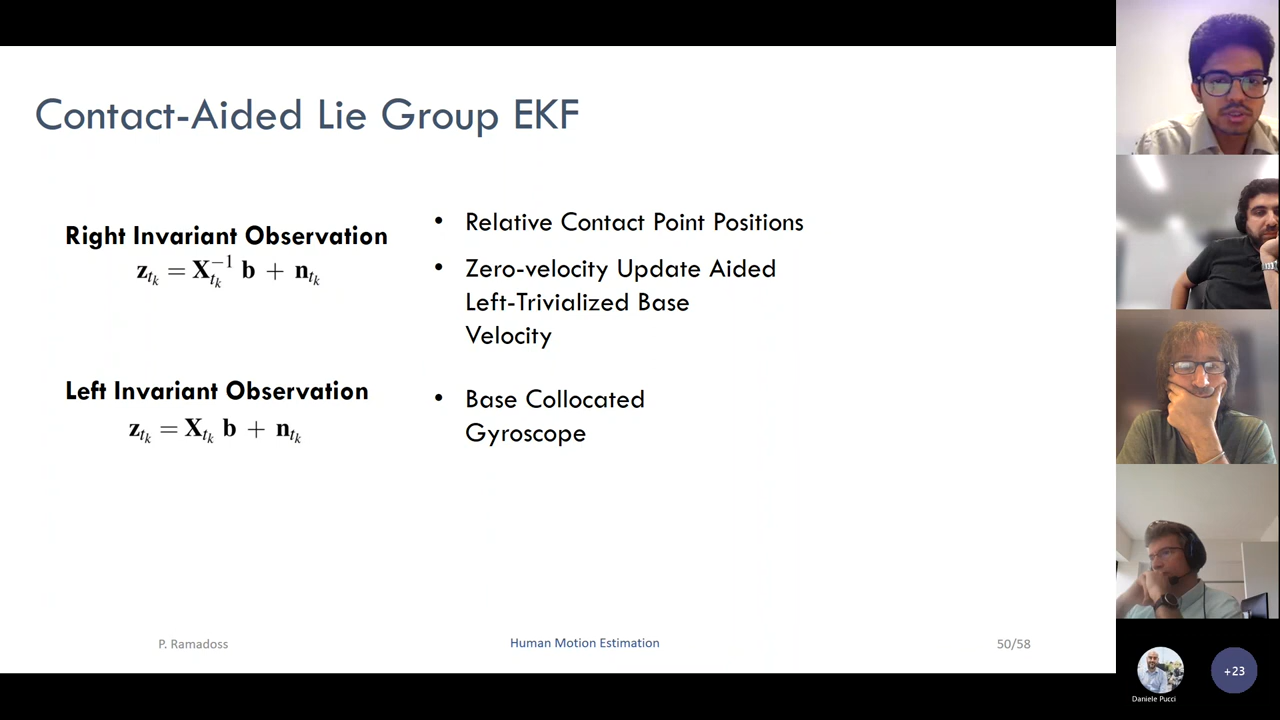 Contact-Aided Lie Group EKF
Right Invariant Observation
𝐳_{t_k} = 𝐗_{t_k}^{-1} 𝐛 + 𝐧_{t_k}
• Relative Contact Point Positions
• Zero-velocity Update Aided
Left-Trivialized Base
Velocity
Left Invariant Observation
𝐳_{t_k} = 𝐗_{t_k} 𝐛 + 𝐧_{t_k}
• Base Collocated
Gyroscope
P. Ramadoss
Human Motion Estimation
50/58
Daniele Pucci
+23